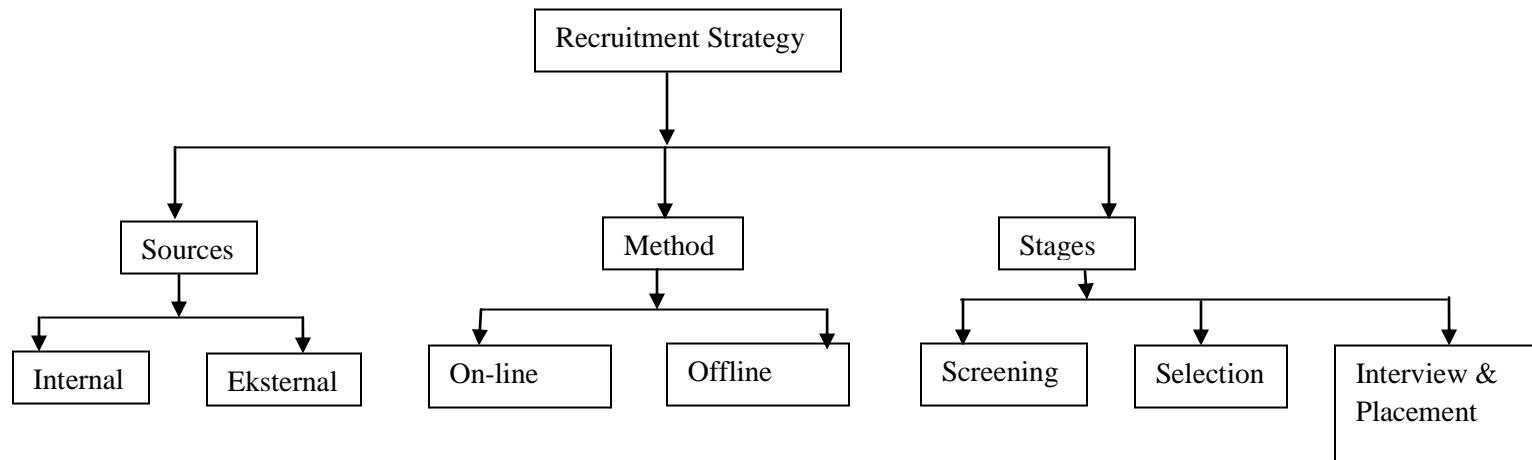 Recruitment Strategy
Sources
Method
Stages
Internal
Eksternal
On-line
Offline
Screening
Selection
Interview &
Placement